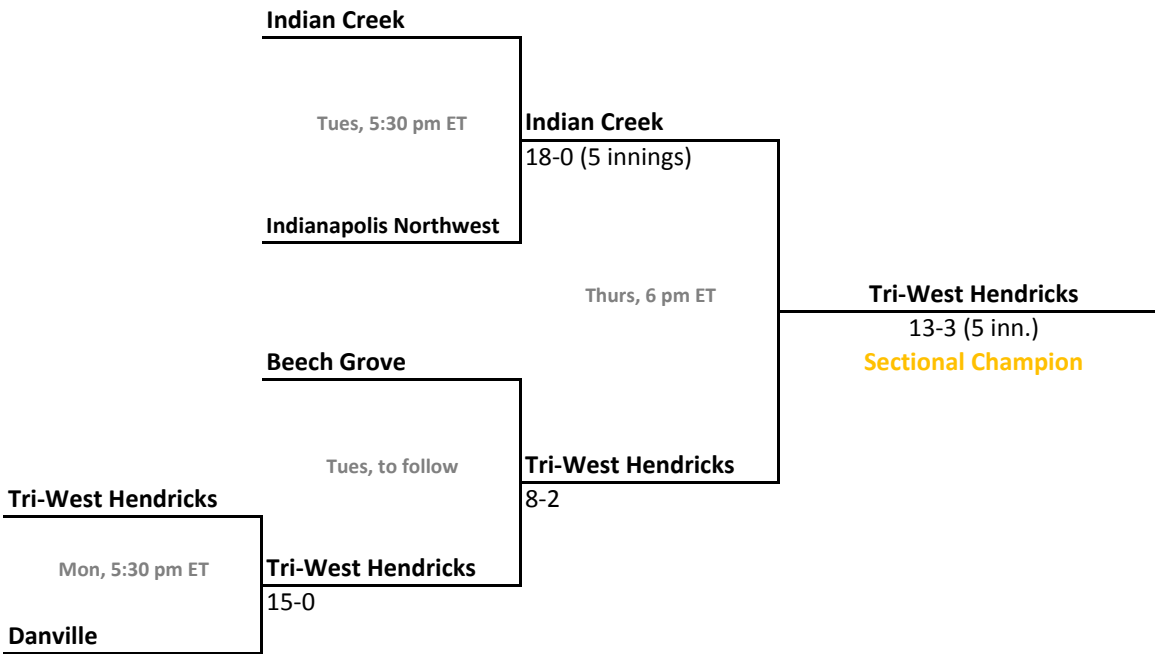 Indian Creek
Tues, 5:30 pm ET
Indian Creek
18-0 (5 innings)
Indianapolis Northwest
Thurs, 6 pm ET
Tri-West Hendricks
13-3 (5 inn.)
Sectional Champion
Beech Grove
Tues, to follow
Tri-West Hendricks
8-2
Tri-West Hendricks
Mon, 5:30 pm ET
Tri-West Hendricks
15-0
Danville